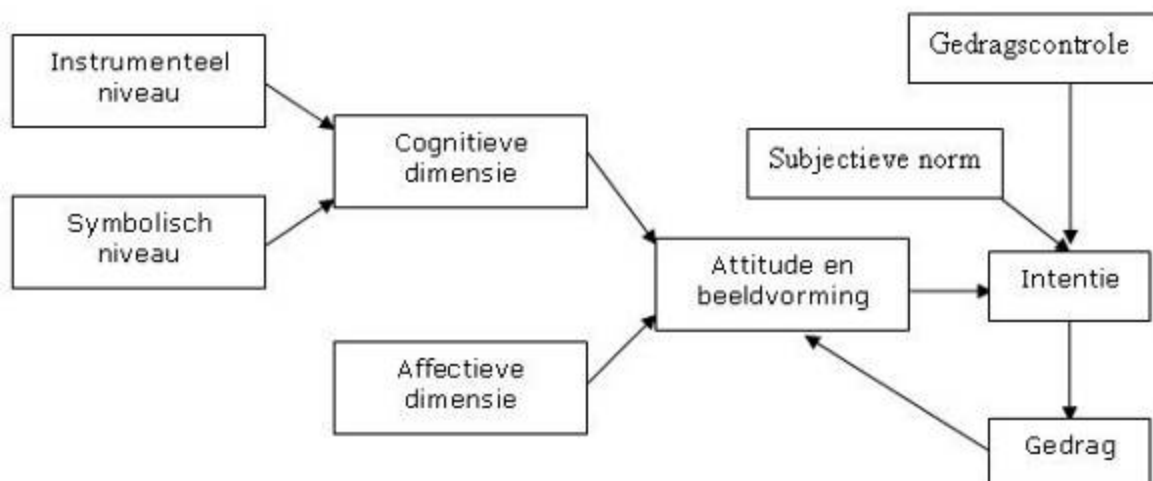 Instrumenteel
niveau
Symbolisch
niveau
Cognitieve
dimensie
Affectieve
dimensie
Attitude en
beeldvorming
Gedragscontrole
Subjectieve norm
Intentie
Gedrag